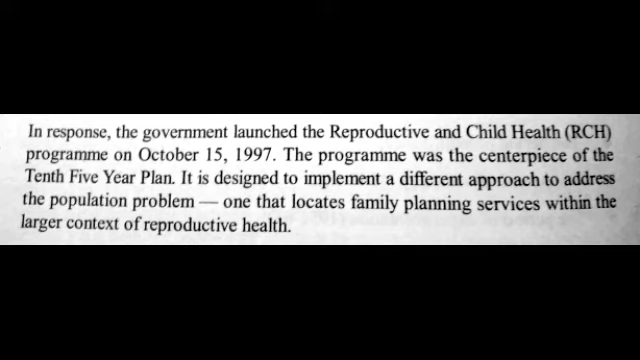 In response, the government launched the Reproductive and Child Health (RCH)
programme on October 15, 1997. The programme was the centerpiece of the
Tenth Five Year Plan. It is designed to implement a different approach to address
the population problem — one that locates family planning services within the
larger context of reproductive health.